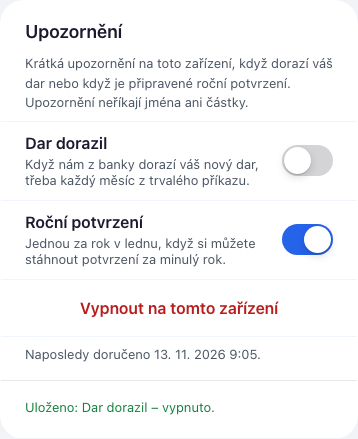 Upozornění
Krátká upozornění na toto zařízení, když dorazí váš
dar nebo když je připravené roční potvrzení.
Upozornění neříkají jména ani částky.
Dar dorazil
Když nám z banky dorazí váš nový dar,
třeba každý měsíc z trvalého příkazu.
Roční potvrzení
Jednou za rok v lednu, když si můžete
stáhnout potvrzení za minulý rok.
Vypnout na tomto zařízení
Naposledy doručeno 13. 11. 2026 9:05.
Uloženo: Dar dorazil – vypnuto.